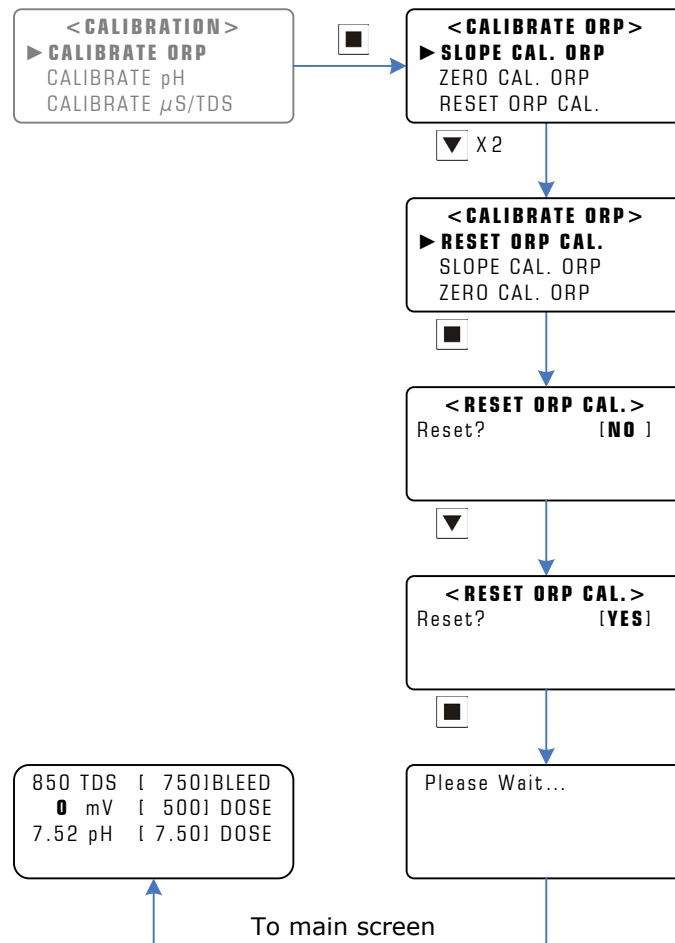 <CALIBRATION>
►CALIBRATE ORP
CALIBRATE pH
CALIBRATE µS/TDS
<CALIBRATE ORP>
►SLOPE CAL. ORP
ZERO CAL. ORP
RESET ORP CAL.
X2
<CALIBRATE ORP>
►RESET ORP CAL.
SLOPE CAL. ORP
ZERO CAL. ORP
<RESET ORP CAL.>
Reset? [NO ]
<RESET ORP CAL.>
Reset? [YES]
Please Wait...
850 TDS [ 750]BLEED
0 mV [ 500] DOSE
7.52 pH [ 7.50] DOSE
To main screen